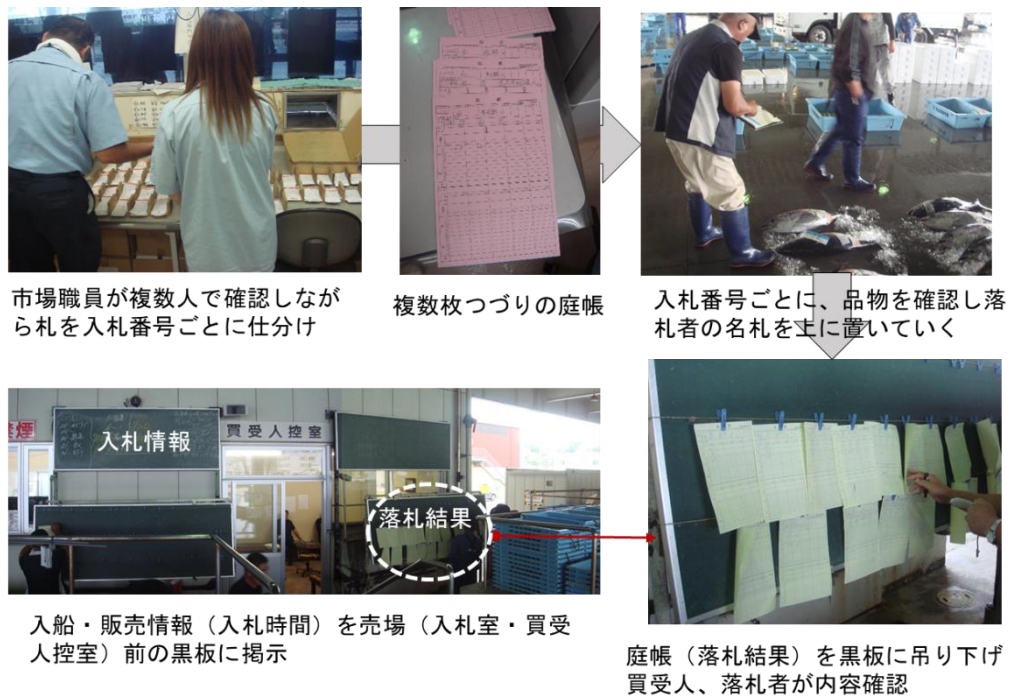 市場職員が複数人で確認しなが
ら札を入札番号ごとに仕分け
複数枚つづりの庭帳
入札番号ごとに、品物を確認し落
札者の名札を上に置いていく
禁煙
入札情報
買受人控室
落札結果
入船・販売情報（入札時間）を売場（入札室・買受
人控室）前の黒板に掲示
庭帳（落札結果）を黒板に吊り下げ
買受人、落札者が内容確認